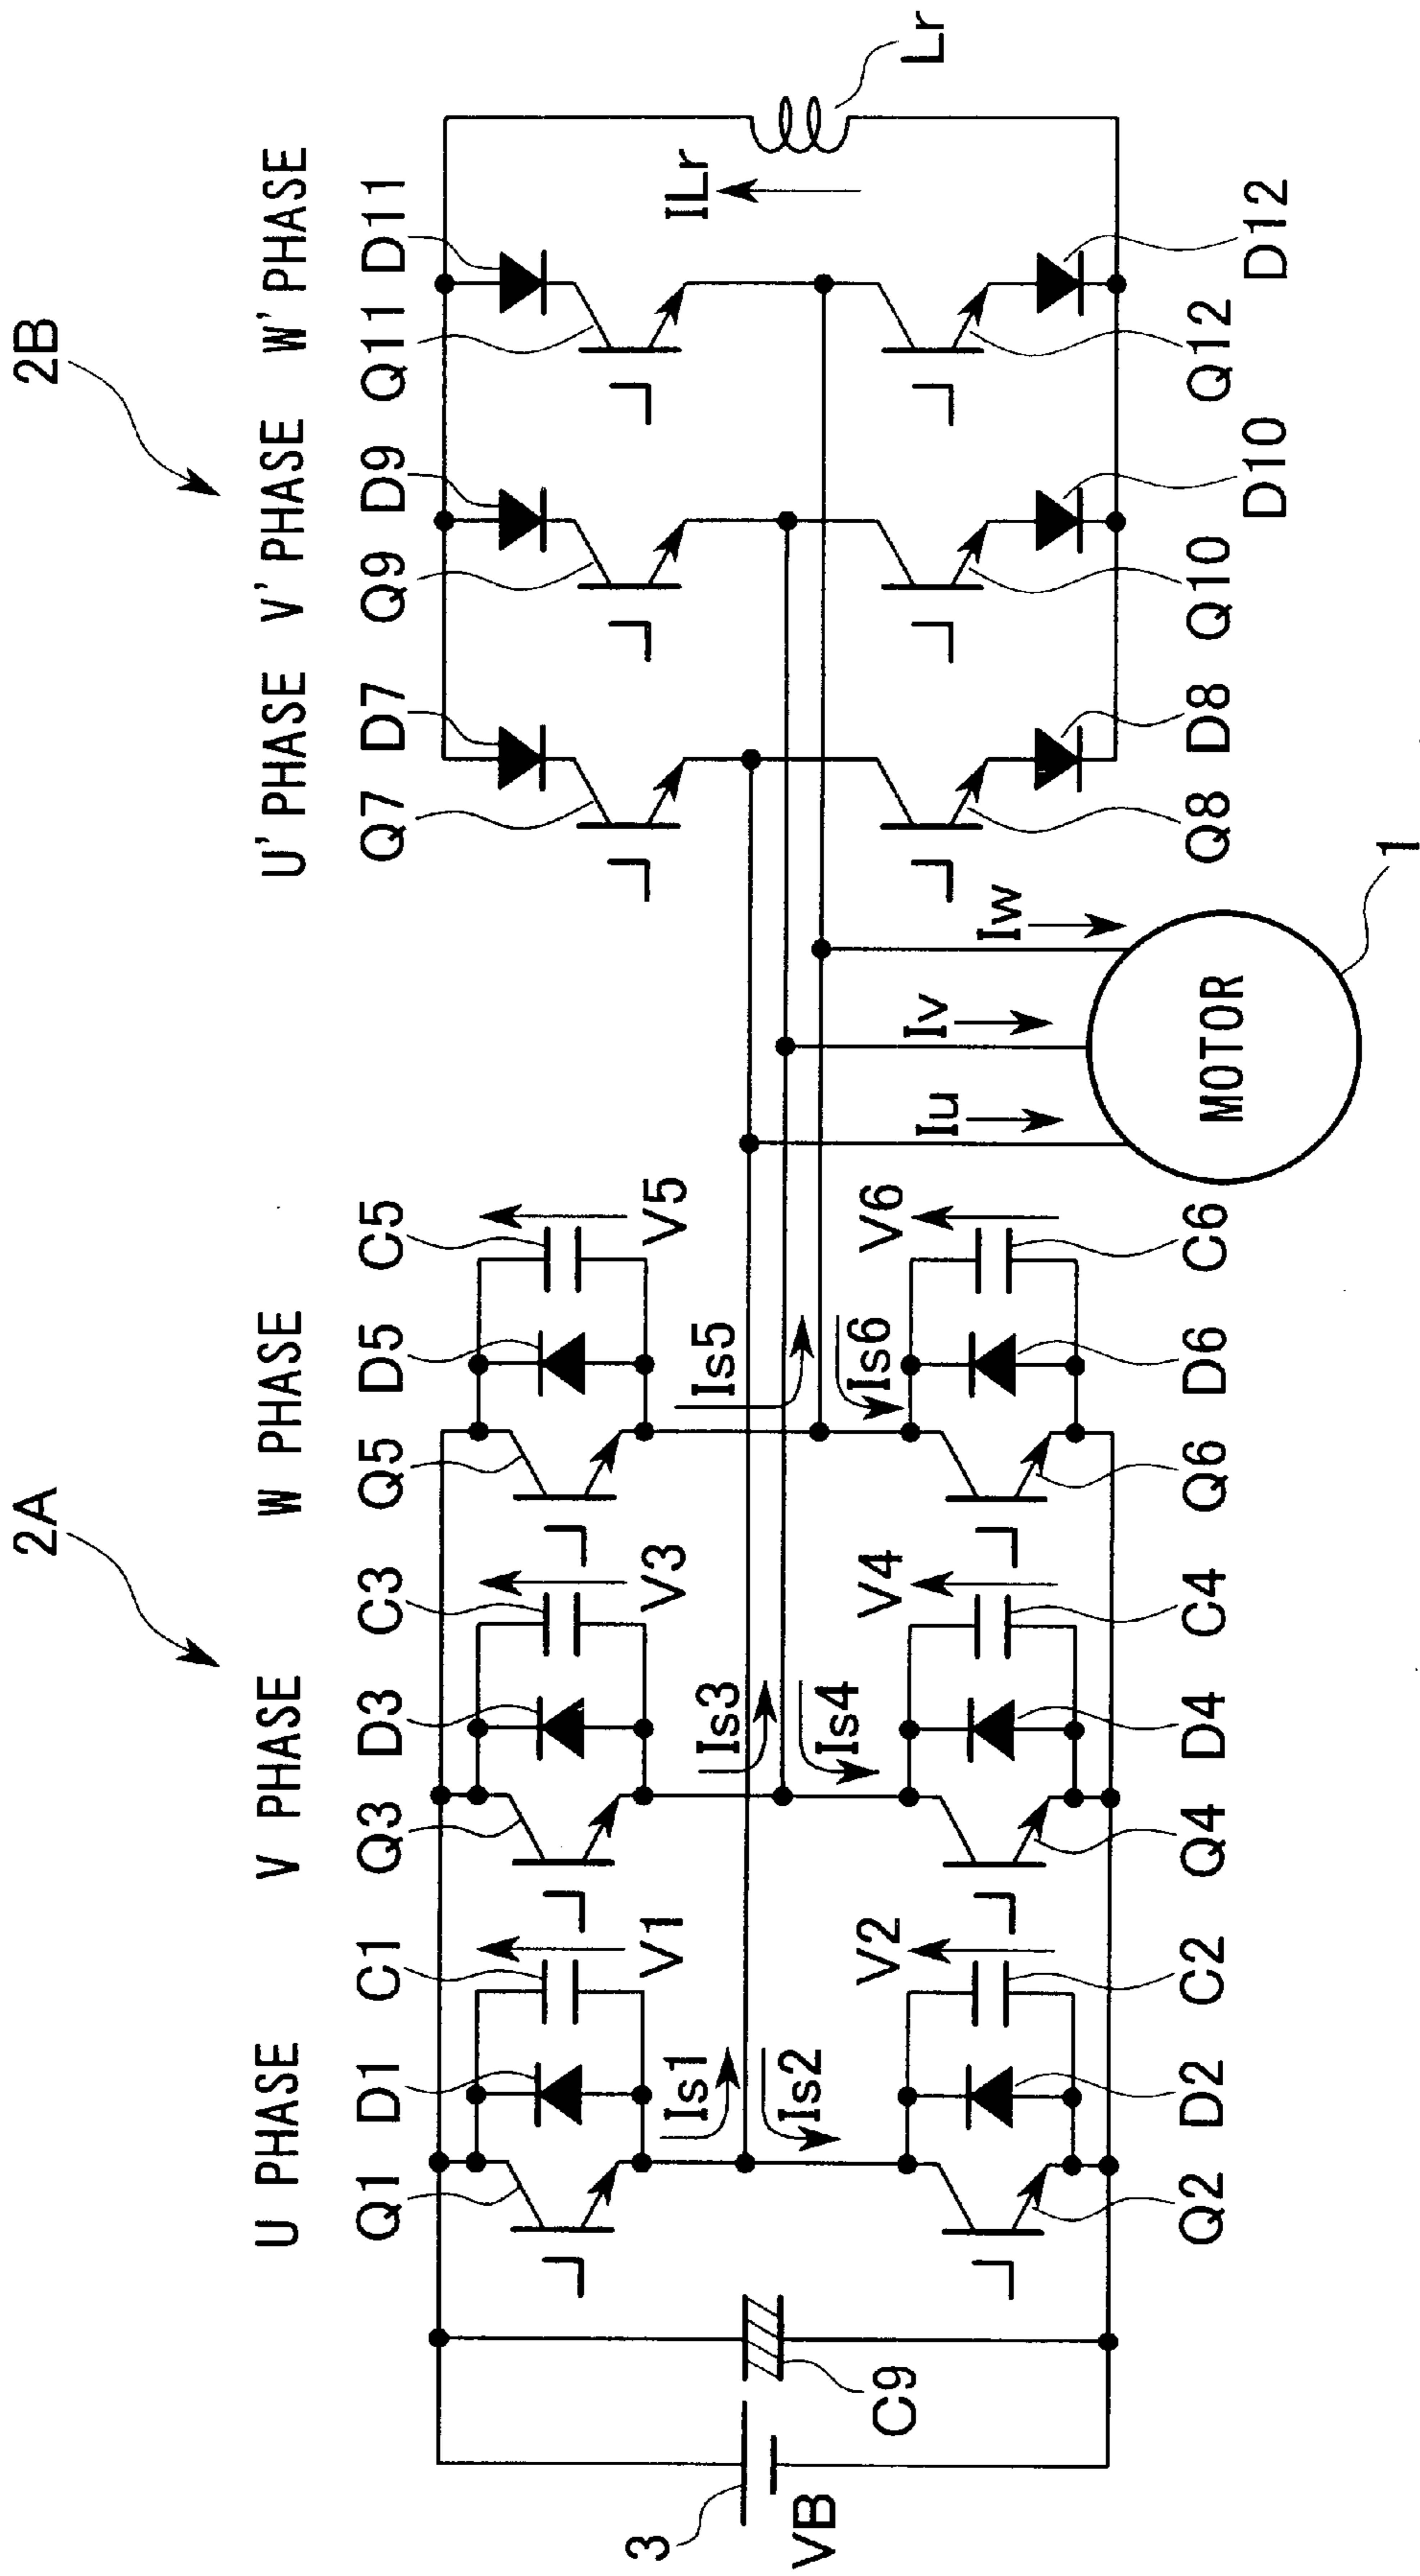 2A
2B
U PHASE
V PHASE
W PHASE
U' PHASE
V' PHASE
W' PHASE
Q1
D1
C1
Q3
D3
C3
Q5
D5
C5
Q7
D7
Q9
D9
Q11
D11
V1
V3
V5
Is1
Is3
Is5
ILr
Lr
3
VB
C9
Is2
Is4
Is6
V2
V4
V6
Iu
Iv
Iw
Q2
D2
C2
Q4
D4
C4
Q6
D6
C6
MOTOR
1
Q8
D8
Q10
D10
Q12
D12